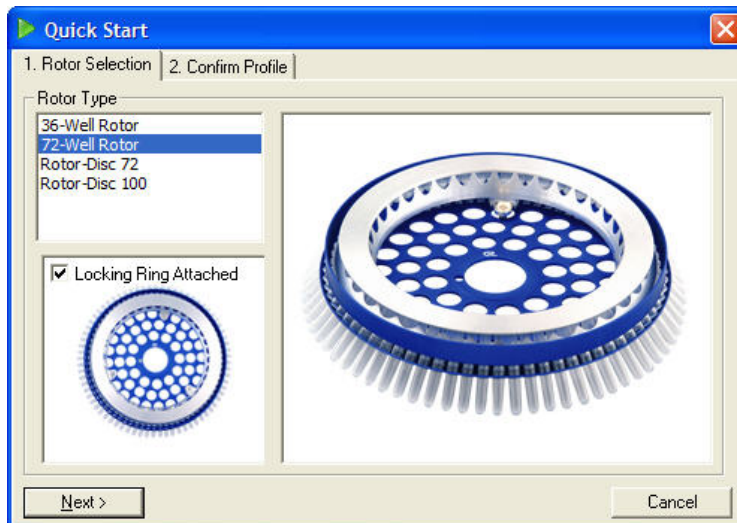 Quick Start
1. Rotor Selection
2. Confirm Profile
Rotor Type
36-Well Rotor
72-Well Rotor
Rotor-Disc 72
Rotor-Disc 100
Locking Ring Attached
Next >
Cancel